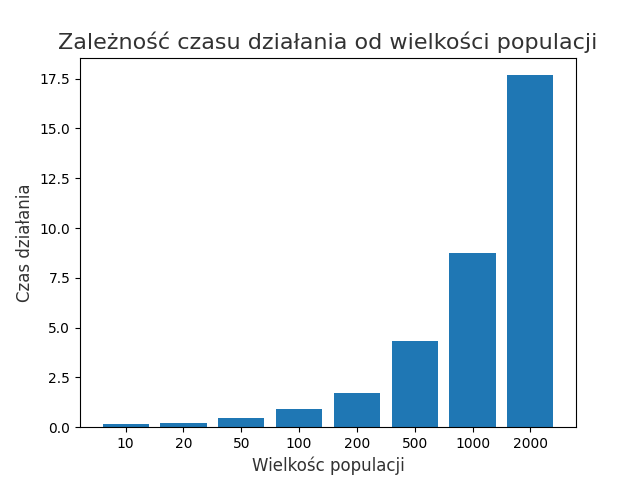 Zależność czasu działania od wielkości populacji
17.5
15.0
12.5
10.0
7.5
5.0
2.5
0.0
Czas działania
10 20 50 100 200 500 1000 2000
Wielkośc populacji